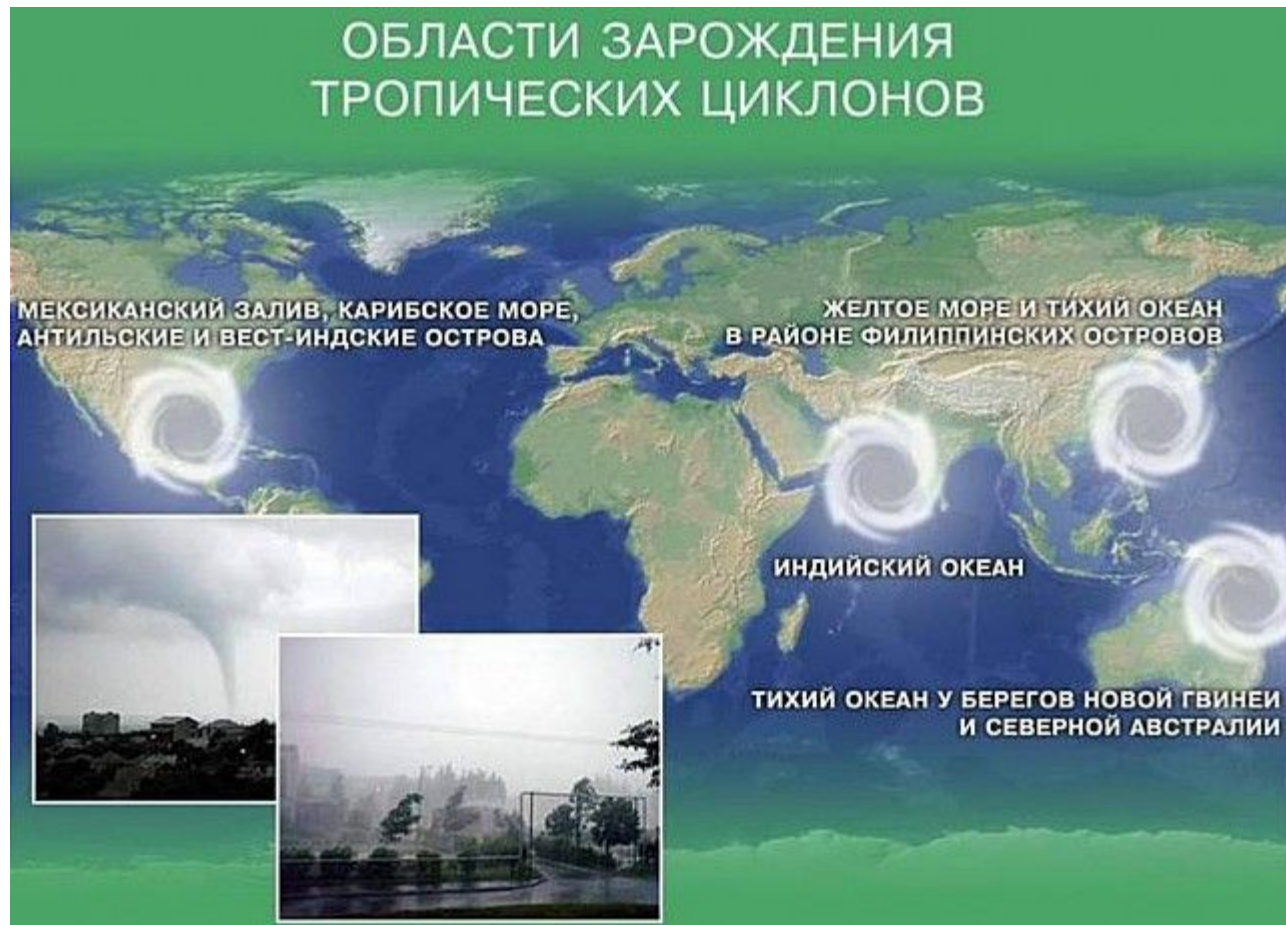 ОБЛАСТИ ЗАРОЖДЕНИЯ
ТРОПИЧЕСКИХ ЦИКЛОНОВ
МЕКСИКАНСКИЙ ЗАЛИВ, КАРИБСКОЕ МОРЕ,
АНТИЛЬСКИЕ И ВЕСТ-ИНДСКИЕ ОСТРОВА
ЖЕЛТОЕ МОРЕ И ТИХИЙ ОКЕАН
В РАЙОНЕ ФИЛИППИНСКИХ ОСТРОВОВ
ИНДИЙСКИЙ ОКЕАН
ТИХИЙ ОКЕАН У БЕРЕГОВ НОВОЙ ГВИНЕИ
И СЕВЕРНОЙ АВСТРАЛИИ